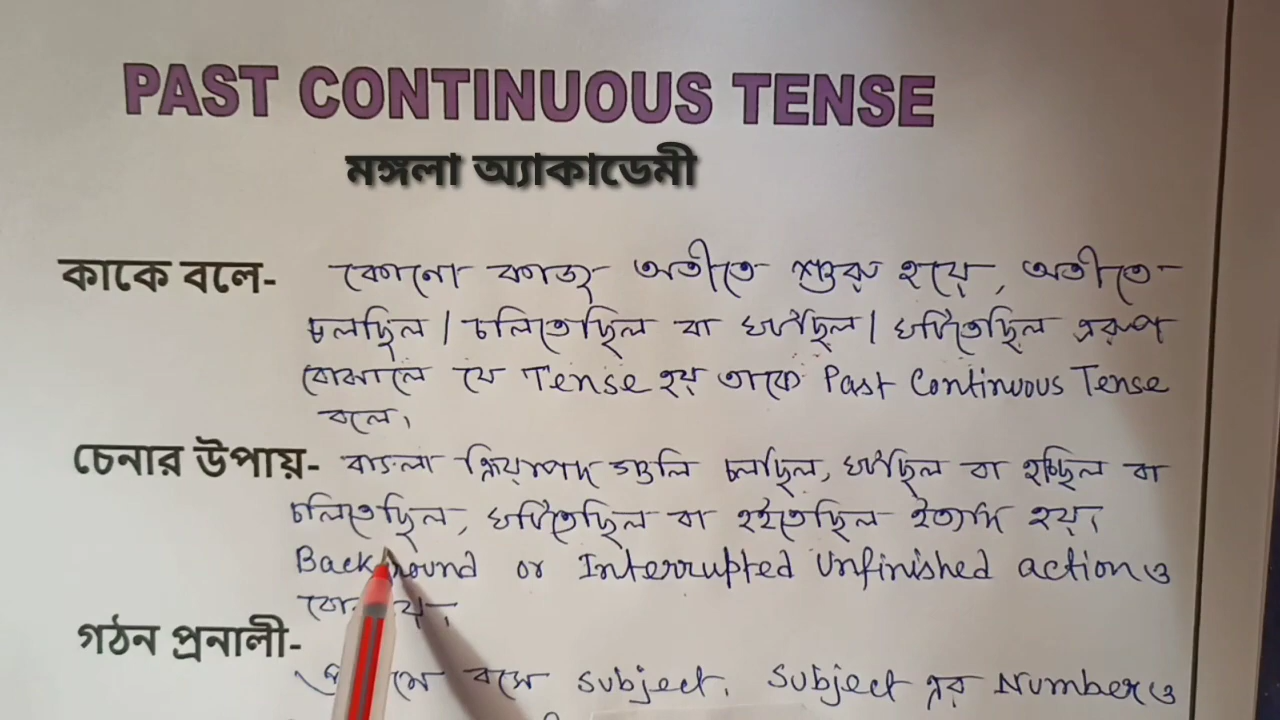 PAST CONTINUOUS TENSE
মঙ্গলা অ্যাকাডেমী
কাকে বলে- কোনো কাজ অতীতে শুরু হয়ে, অতীতে
চলছিল / চলিতেছিল বা ঘটছিল / ঘটিতেছিল এরূপ
বোঝালে যে Tense হয় তাকে Past Continuous Tense
বলে।
চেনার উপায়- বাংলা ক্রিয়াপদ গুলি চলছিল, ঘটছিল বা হচ্ছিল বা
চলিতেছিল, ঘটিতেছিল বা হইতেছিল ইত্যাদি হয়।
or Interrupted Unfinished action ও
গঠন প্রনালী-
বসে subject. Subject এর Number ও